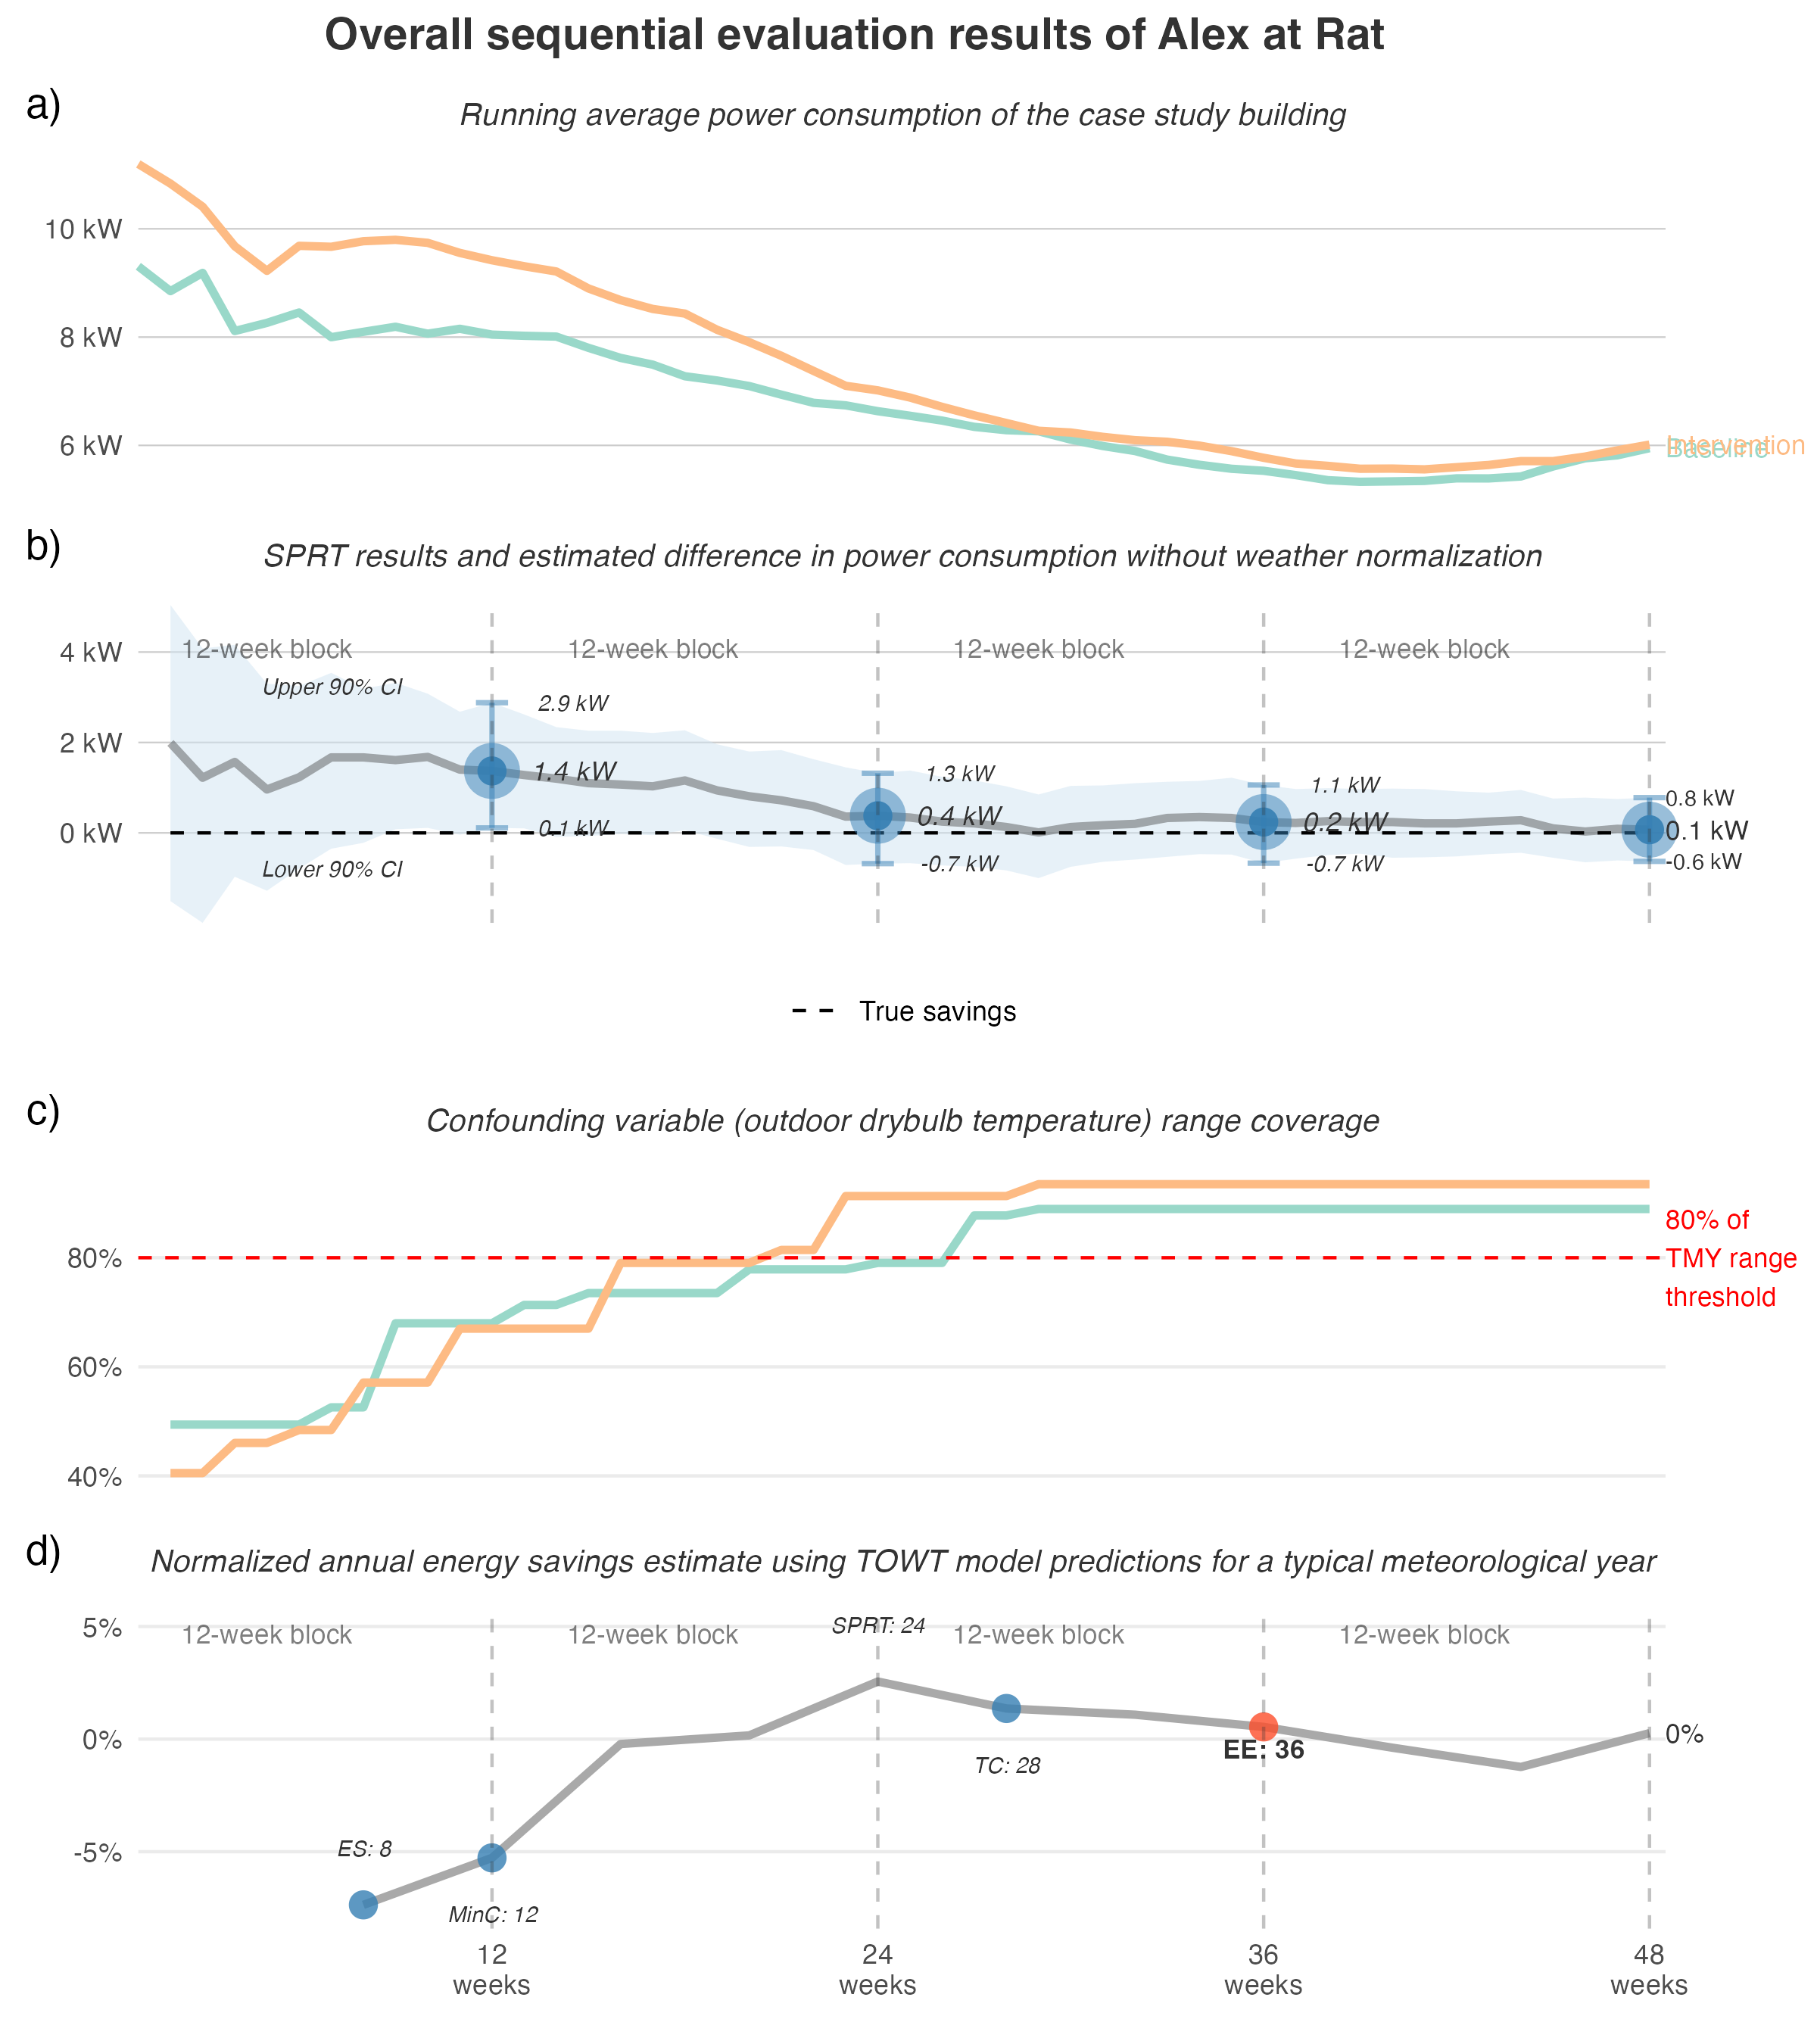 Overall sequential evaluation results of Alex at Rat
a)
Running average power consumption of the case study building
10 kW
8 kW
6 kW
Intervention
Baseline
b)
SPRT results and estimated difference in power consumption without weather normalization
12-week block
12-week block
12-week block
12-week block
4 kW
2 kW
0 kW
Upper 90% CI
Lower 90% CI
2.9 kW
1.4 kW
0.1 kW
1.3 kW
0.4 kW
-0.7 kW
1.1 kW
0.2 kW
-0.7 kW
0.8 kW
0.1 kW
-0.6 kW
True savings
c)
Confounding variable (outdoor drybulb temperature) range coverage
80%
60%
40%
80% of
TMY range
threshold
d)
Normalized annual energy savings estimate using TOWT model predictions for a typical meteorological year
5%
0%
-5%
12-week block
12-week block
12-week block
12-week block
SPRT: 24
ES: 8
MinC: 12
TC: 28
EE: 36
0%
12
weeks
24
weeks
36
weeks
48
weeks